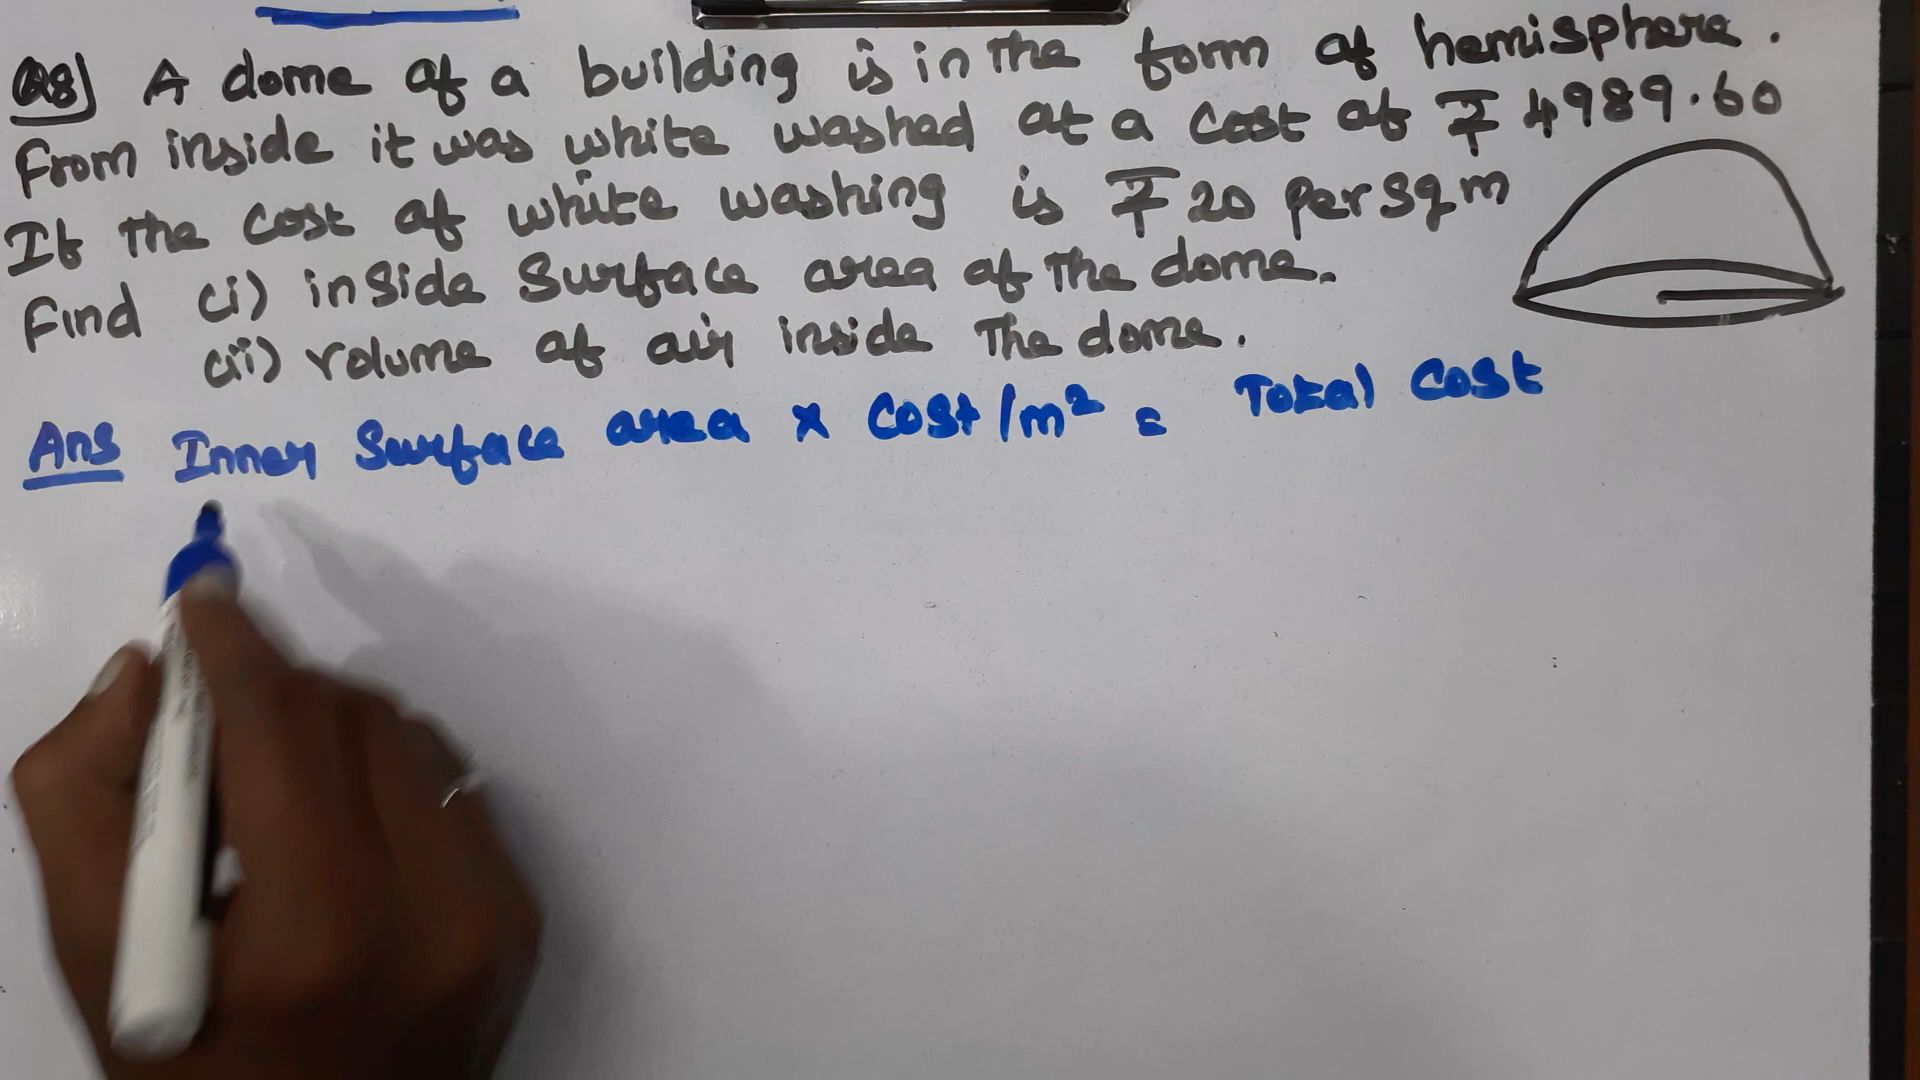 Q8) A dome of a building is in the form of hemisphere.
From inside it was white washed at a cost of ₹ 4989.60
If the cost of white washing is ₹ 20 per sq m
Find (i) inside surface area of the dome.
(ii) volume of air inside the dome.
Ans Inner Surface area × cost/m² = Total cost